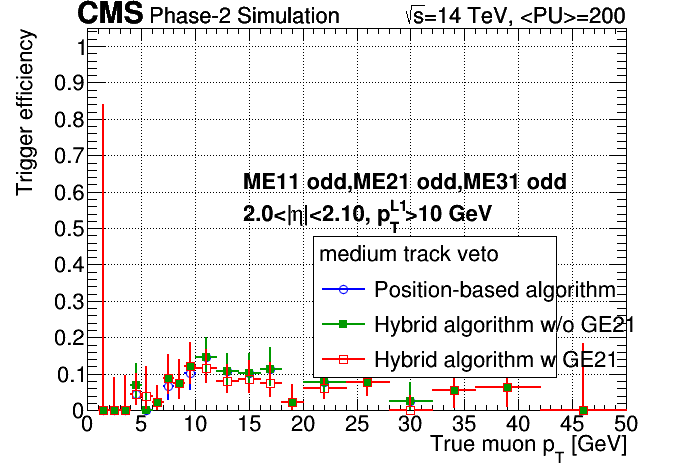 CMS Phase-2 Simulation √s=14 TeV, <PU>=200
Trigger efficiency
1
0.9
0.8
0.7
0.6
0.5
0.4
0.3
0.2
0.1
0
ME11 odd,ME21 odd,ME31 odd
2.0<|η|<2.10, p_T^L1>10 GeV
medium track veto
Position-based algorithm
Hybrid algorithm w/o GE21
Hybrid algorithm w GE21
0 5 10 15 20 25 30 35 40 45 50
True muon p_T [GeV]